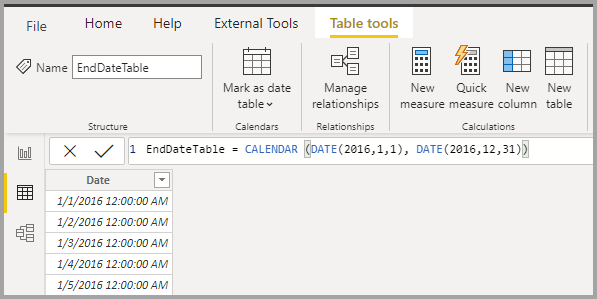 File Home Help External Tools Table tools
Name EndDateTable
Mark as date
table
Manage
relationships
New
measure
Quick
measure
New
column
New
table
Structure Calendars Relationships Calculations
1 EndDateTable = CALENDAR (DATE(2016,1,1), DATE(2016,12,31))
Date
1/1/2016 12:00:00 AM
1/2/2016 12:00:00 AM
1/3/2016 12:00:00 AM
1/4/2016 12:00:00 AM
1/5/2016 12:00:00 AM